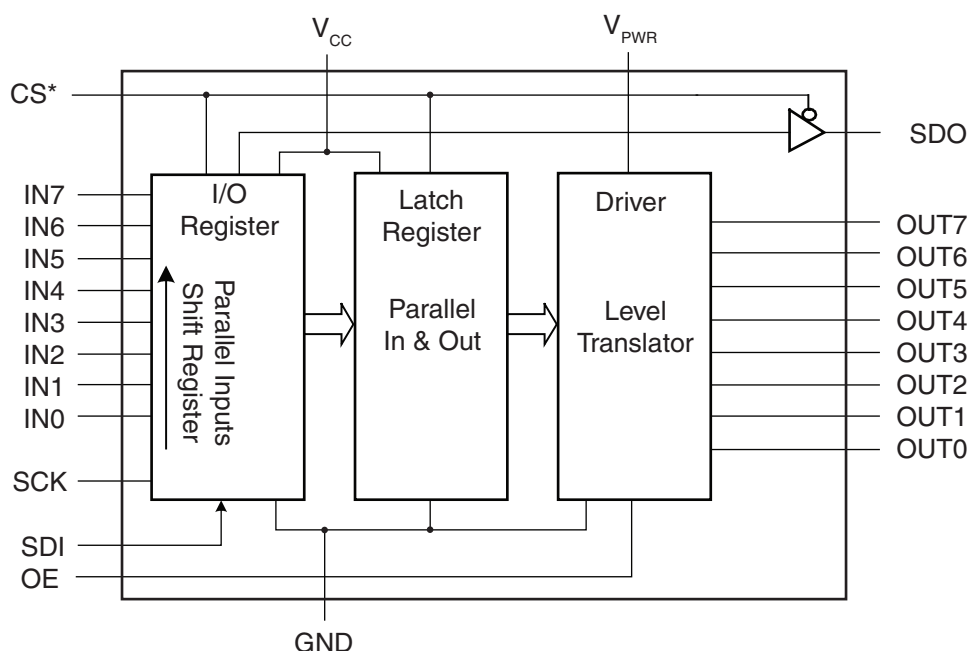 V_CC
V_PWR
CS*
SDO
I/O
Register
Latch
Register
Driver
IN7
IN6
IN5
IN4
IN3
IN2
IN1
IN0
Parallel Inputs
Shift Register
Parallel
In & Out
Level
Translator
OUT7
OUT6
OUT5
OUT4
OUT3
OUT2
OUT1
OUT0
SCK
SDI
OE
GND